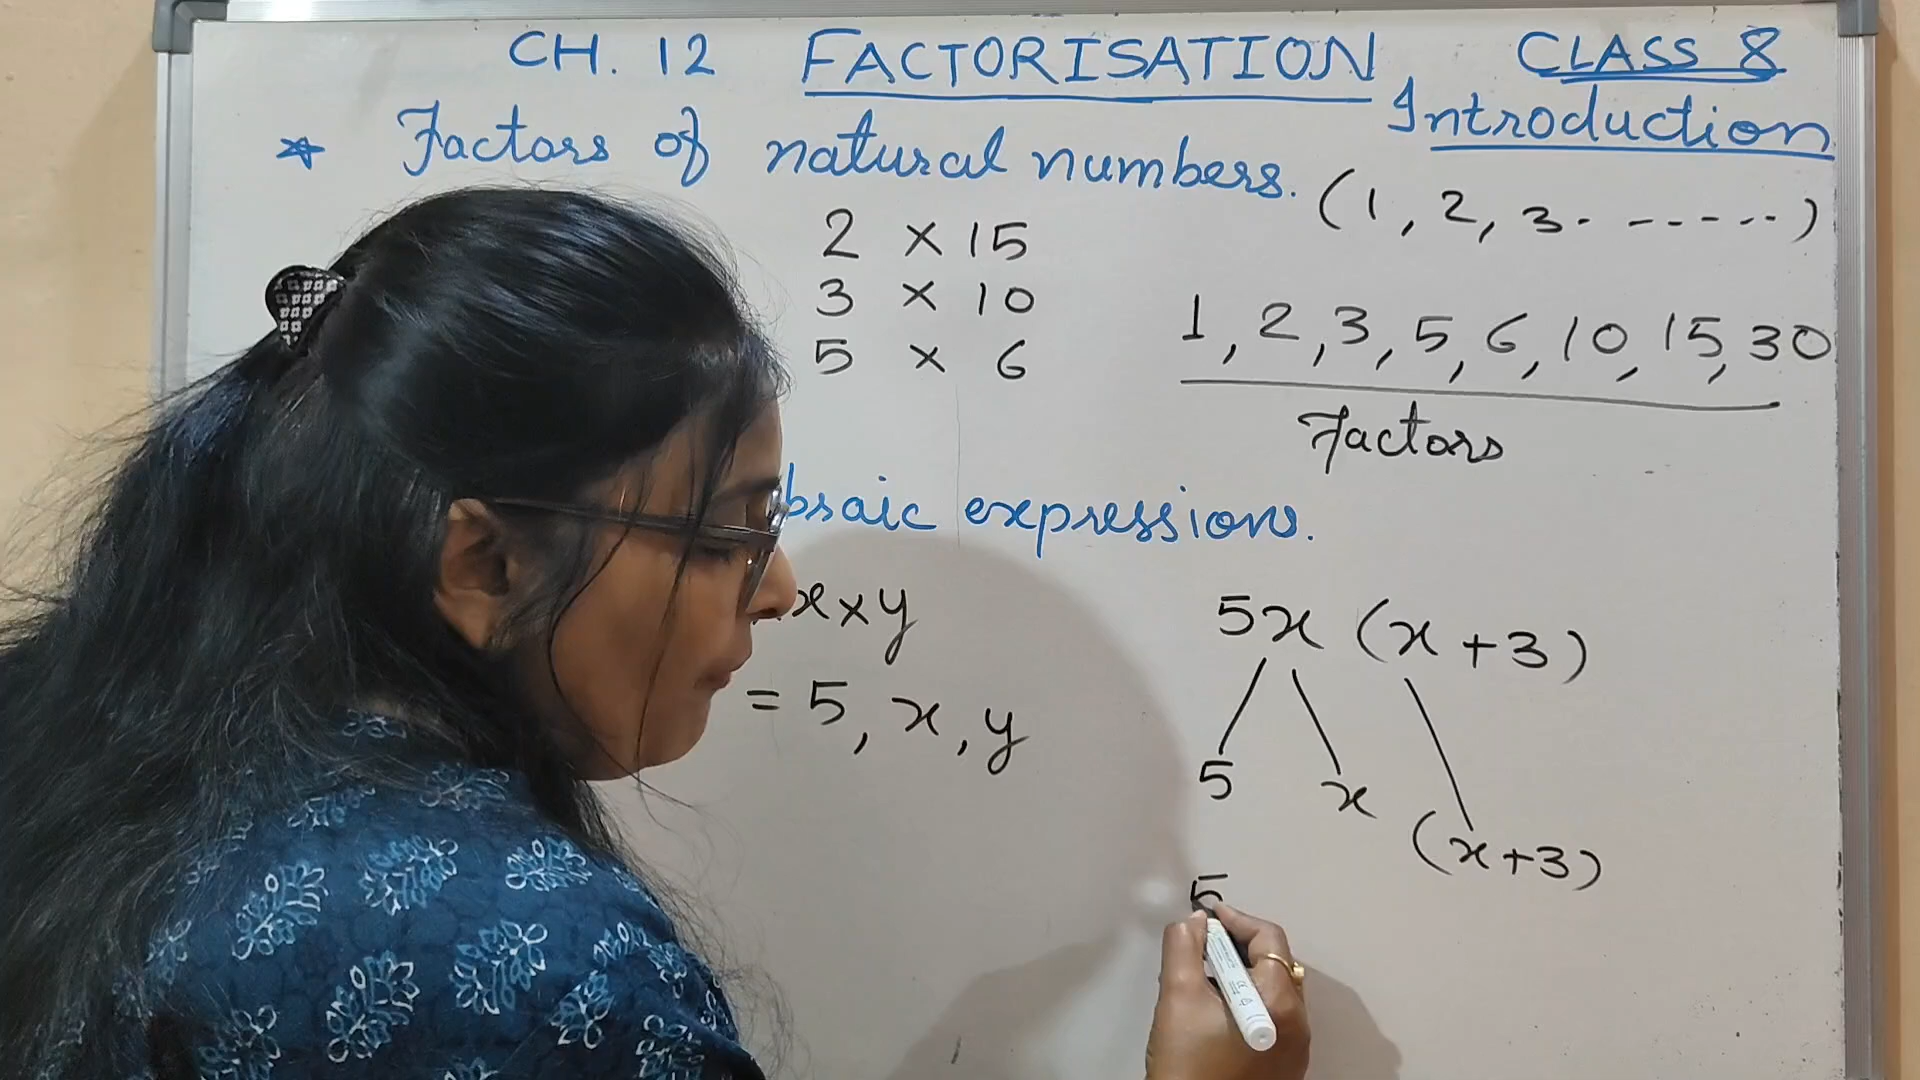 CH. 12 FACTORISATION CLASS 8
Introduction
* Factors of natural numbers. (1, 2, 3. -----..)
2 × 15
3 × 10
5 × 6
1, 2, 3, 5, 6, 10, 15, 30
Factors
braic expressions.
x × y
= 5, x, y
5x (x + 3)
5 x (x+3)
5